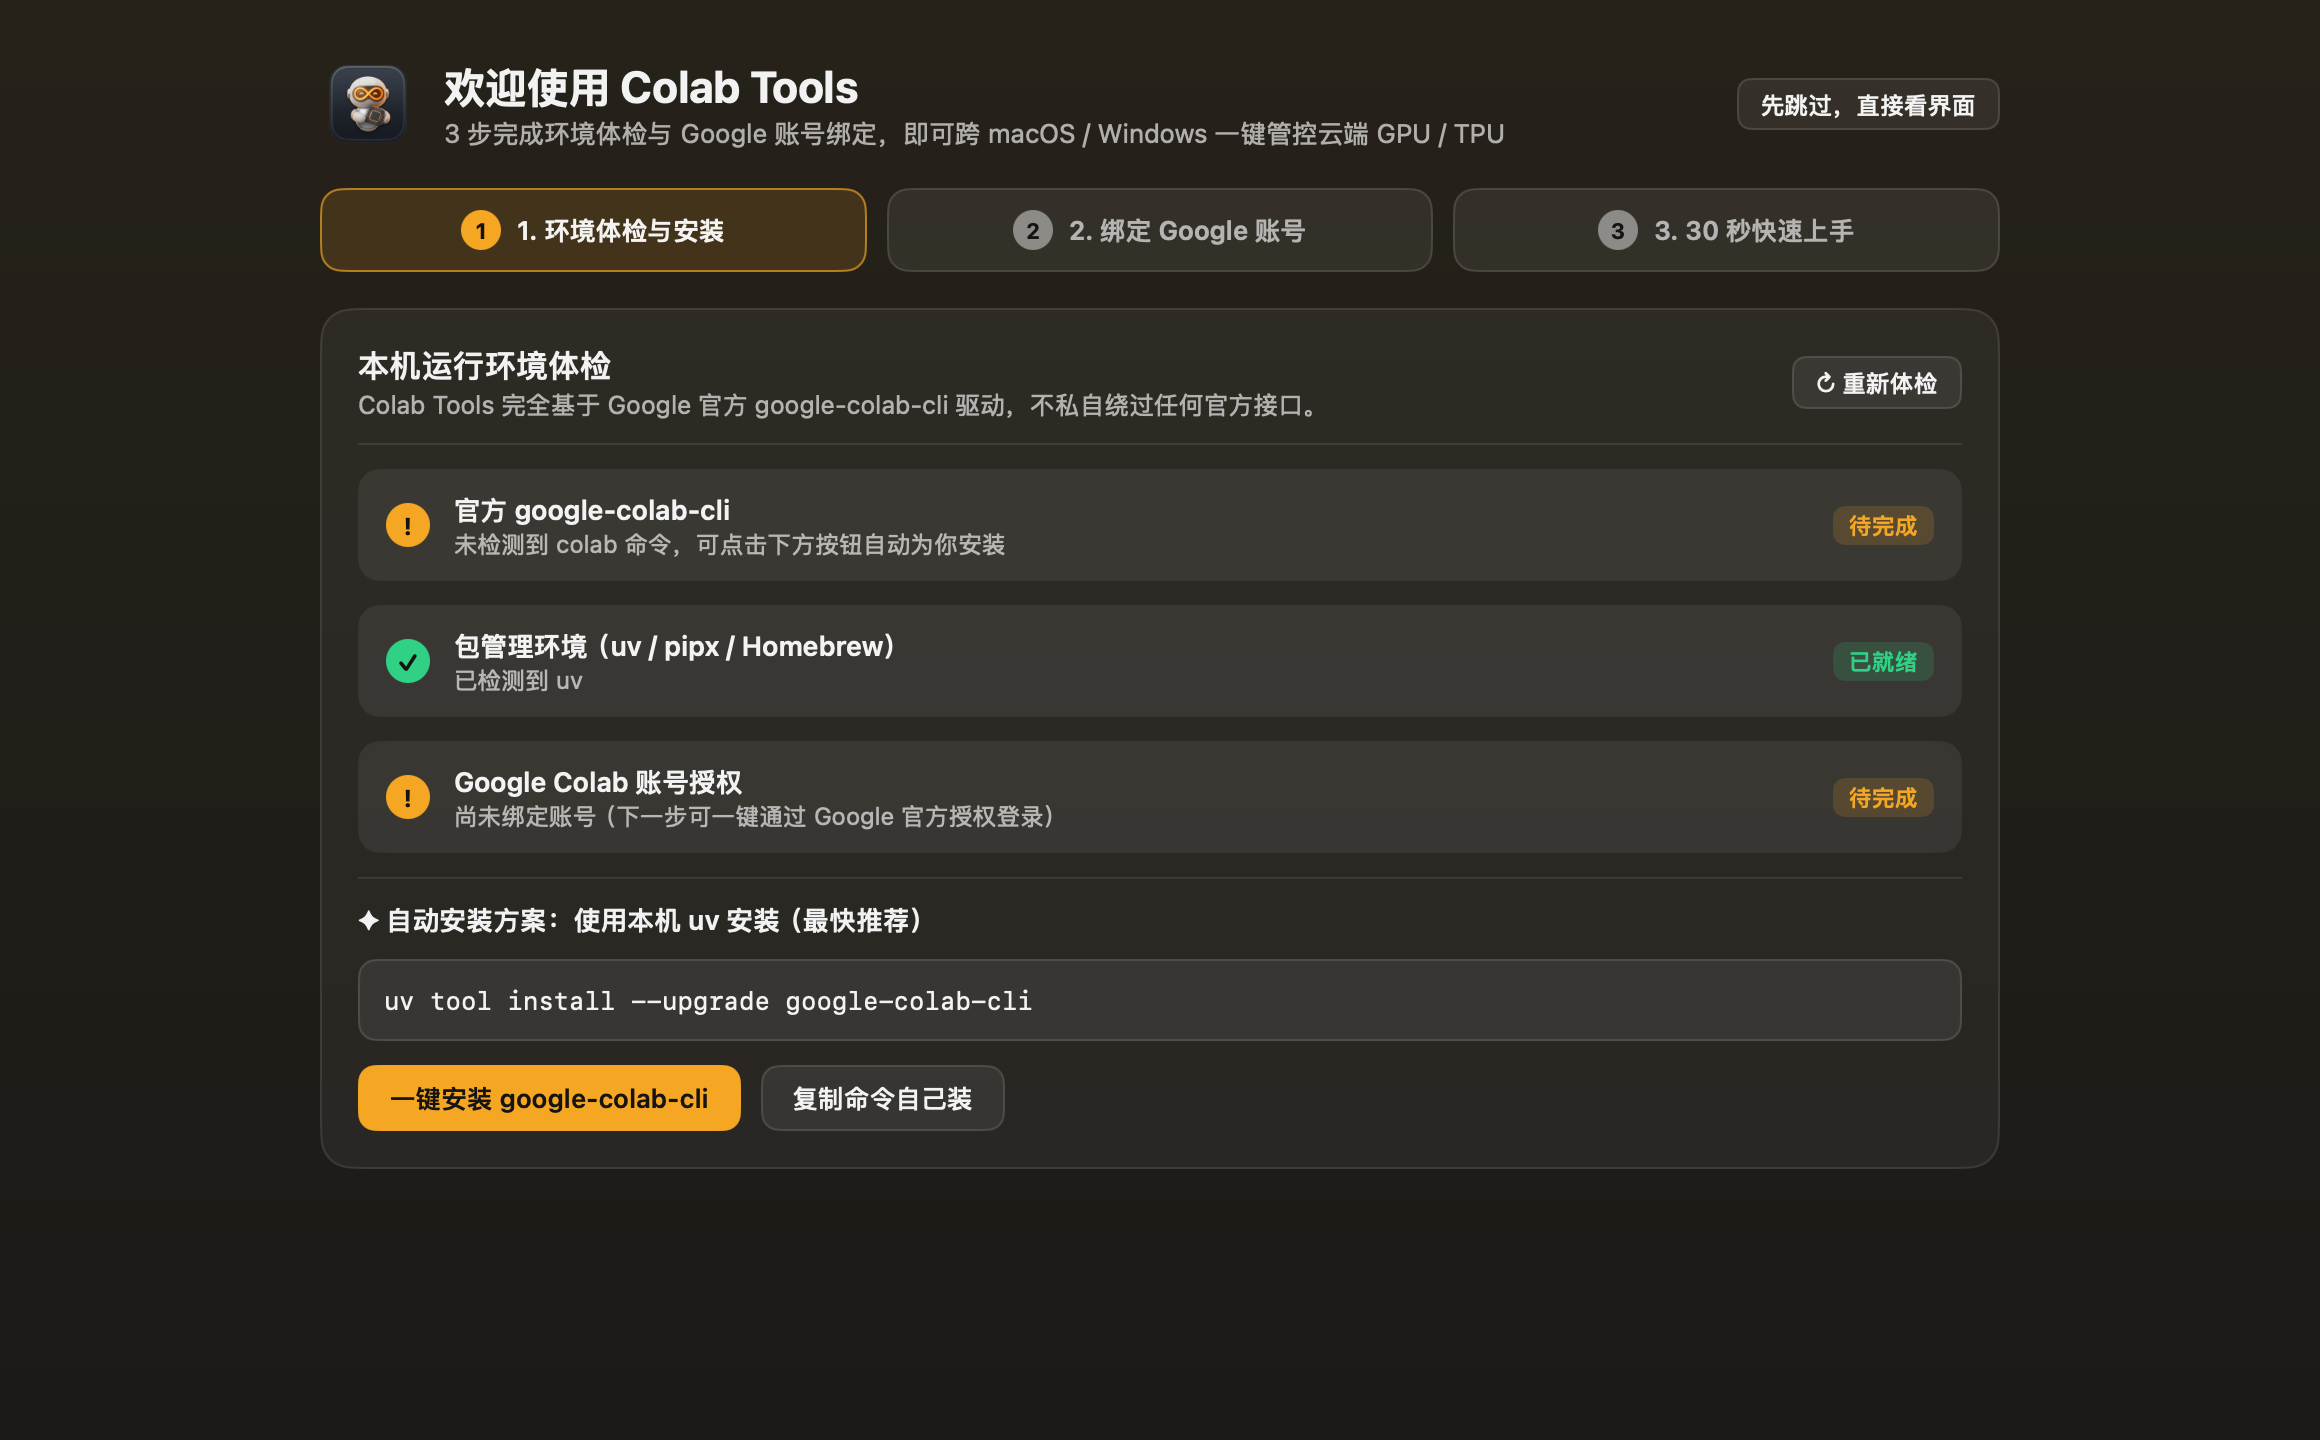 欢迎使用 Colab Tools
3 步完成环境体检与 Google 账号绑定，即可跨 macOS / Windows 一键管控云端 GPU / TPU
先跳过，直接看界面
1 1. 环境体检与安装
2 2. 绑定 Google 账号
3 3. 30 秒快速上手
本机运行环境体检
Colab Tools 完全基于 Google 官方 google-colab-cli 驱动，不私自绕过任何官方接口。
↻ 重新体检
! 官方 google-colab-cli
未检测到 colab 命令，可点击下方按钮自动为你安装
待完成
✓ 包管理环境（uv / pipx / Homebrew）
已检测到 uv
已就绪
! Google Colab 账号授权
尚未绑定账号（下一步可一键通过 Google 官方授权登录）
待完成
✦ 自动安装方案：使用本机 uv 安装（最快推荐）
uv tool install --upgrade google-colab-cli
一键安装 google-colab-cli
复制命令自己装